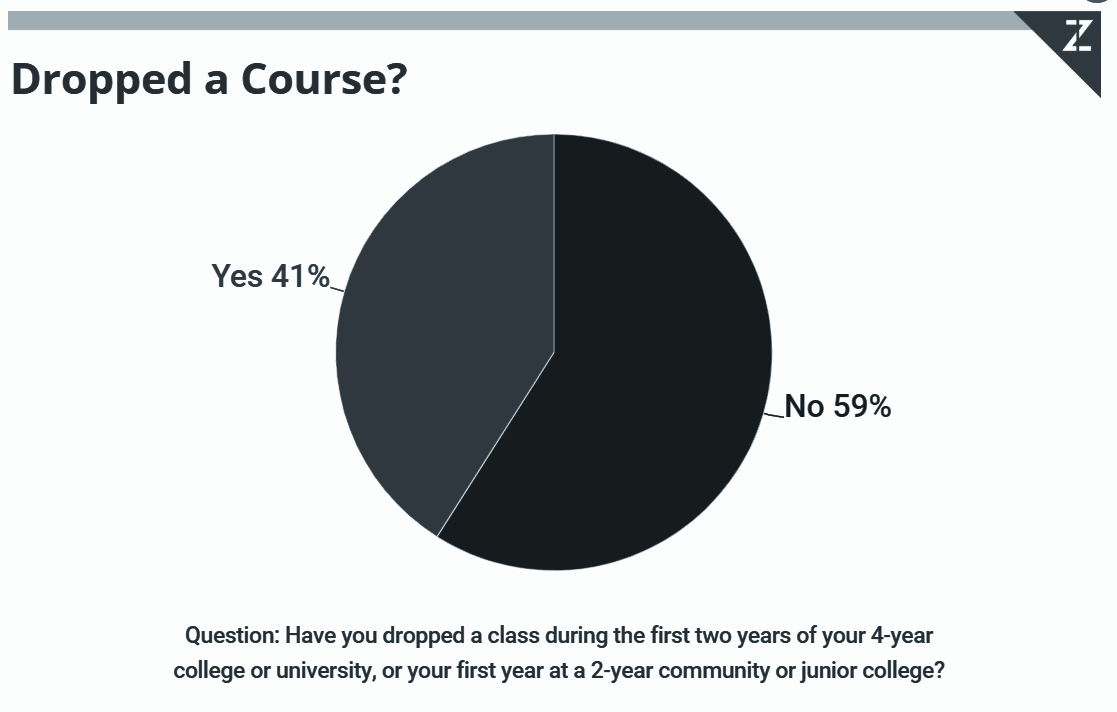 Dropped a Course?
Yes 41%
No 59%
Question: Have you dropped a class during the first two years of your 4-year
college or university, or your first year at a 2-year community or junior college?